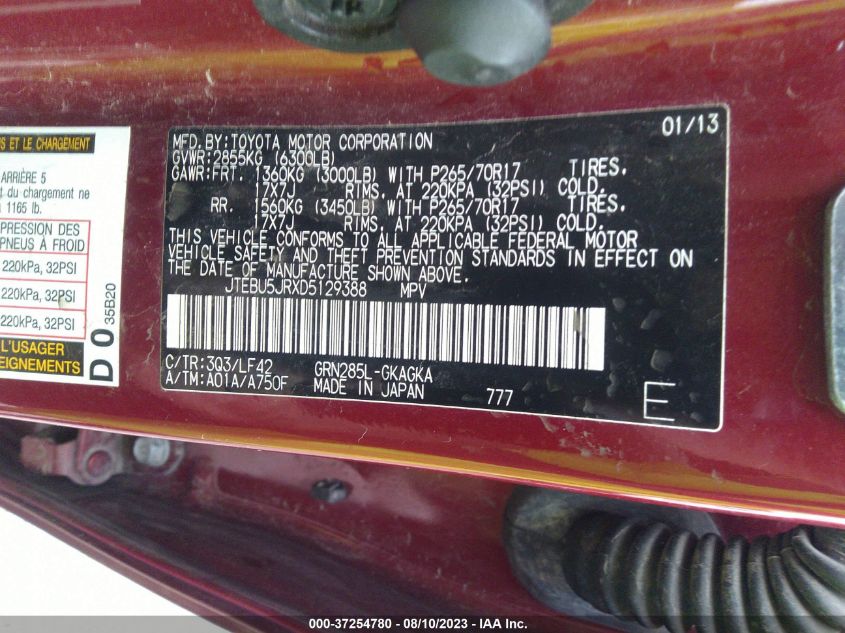 MFD.BY:TOYOTA MOTOR CORPORATION 01/13
GVWR:2855KG (6300LB)
GAWR:FRT. 1360KG (3000LB) WITH P265/70R17 TIRES,
17X7J RIMS, AT 220KPA (32PSI) COLD.
RR. 1560KG (3450LB) WITH P265/70R17 TIRES,
17X7J RIMS, AT 220KPA (32PSI) COLD.
THIS VEHICLE CONFORMS TO ALL APPLICABLE FEDERAL MOTOR
VEHICLE SAFETY AND THEFT PREVENTION STANDARDS IN EFFECT ON
THE DATE OF MANUFACTURE SHOWN ABOVE.
JTEBU5JRXD5129388 MPV
C/TR:3Q3/LF42 GRN285L-GKAGKA
A/TM:A01A/A750F MADE IN JAPAN 777
E
S ET LE CHARGEMENT
ARRIÈRE 5
t du chargement ne
1165 lb.
PRESSION DES
PNEUS À FROID
220kPa, 32PSI
220kPa, 32PSI
220kPa, 32PSI
L'USAGER
EIGNEMENTS
D 0 35B20
000-37254780 - 08/10/2023 - IAA Inc.